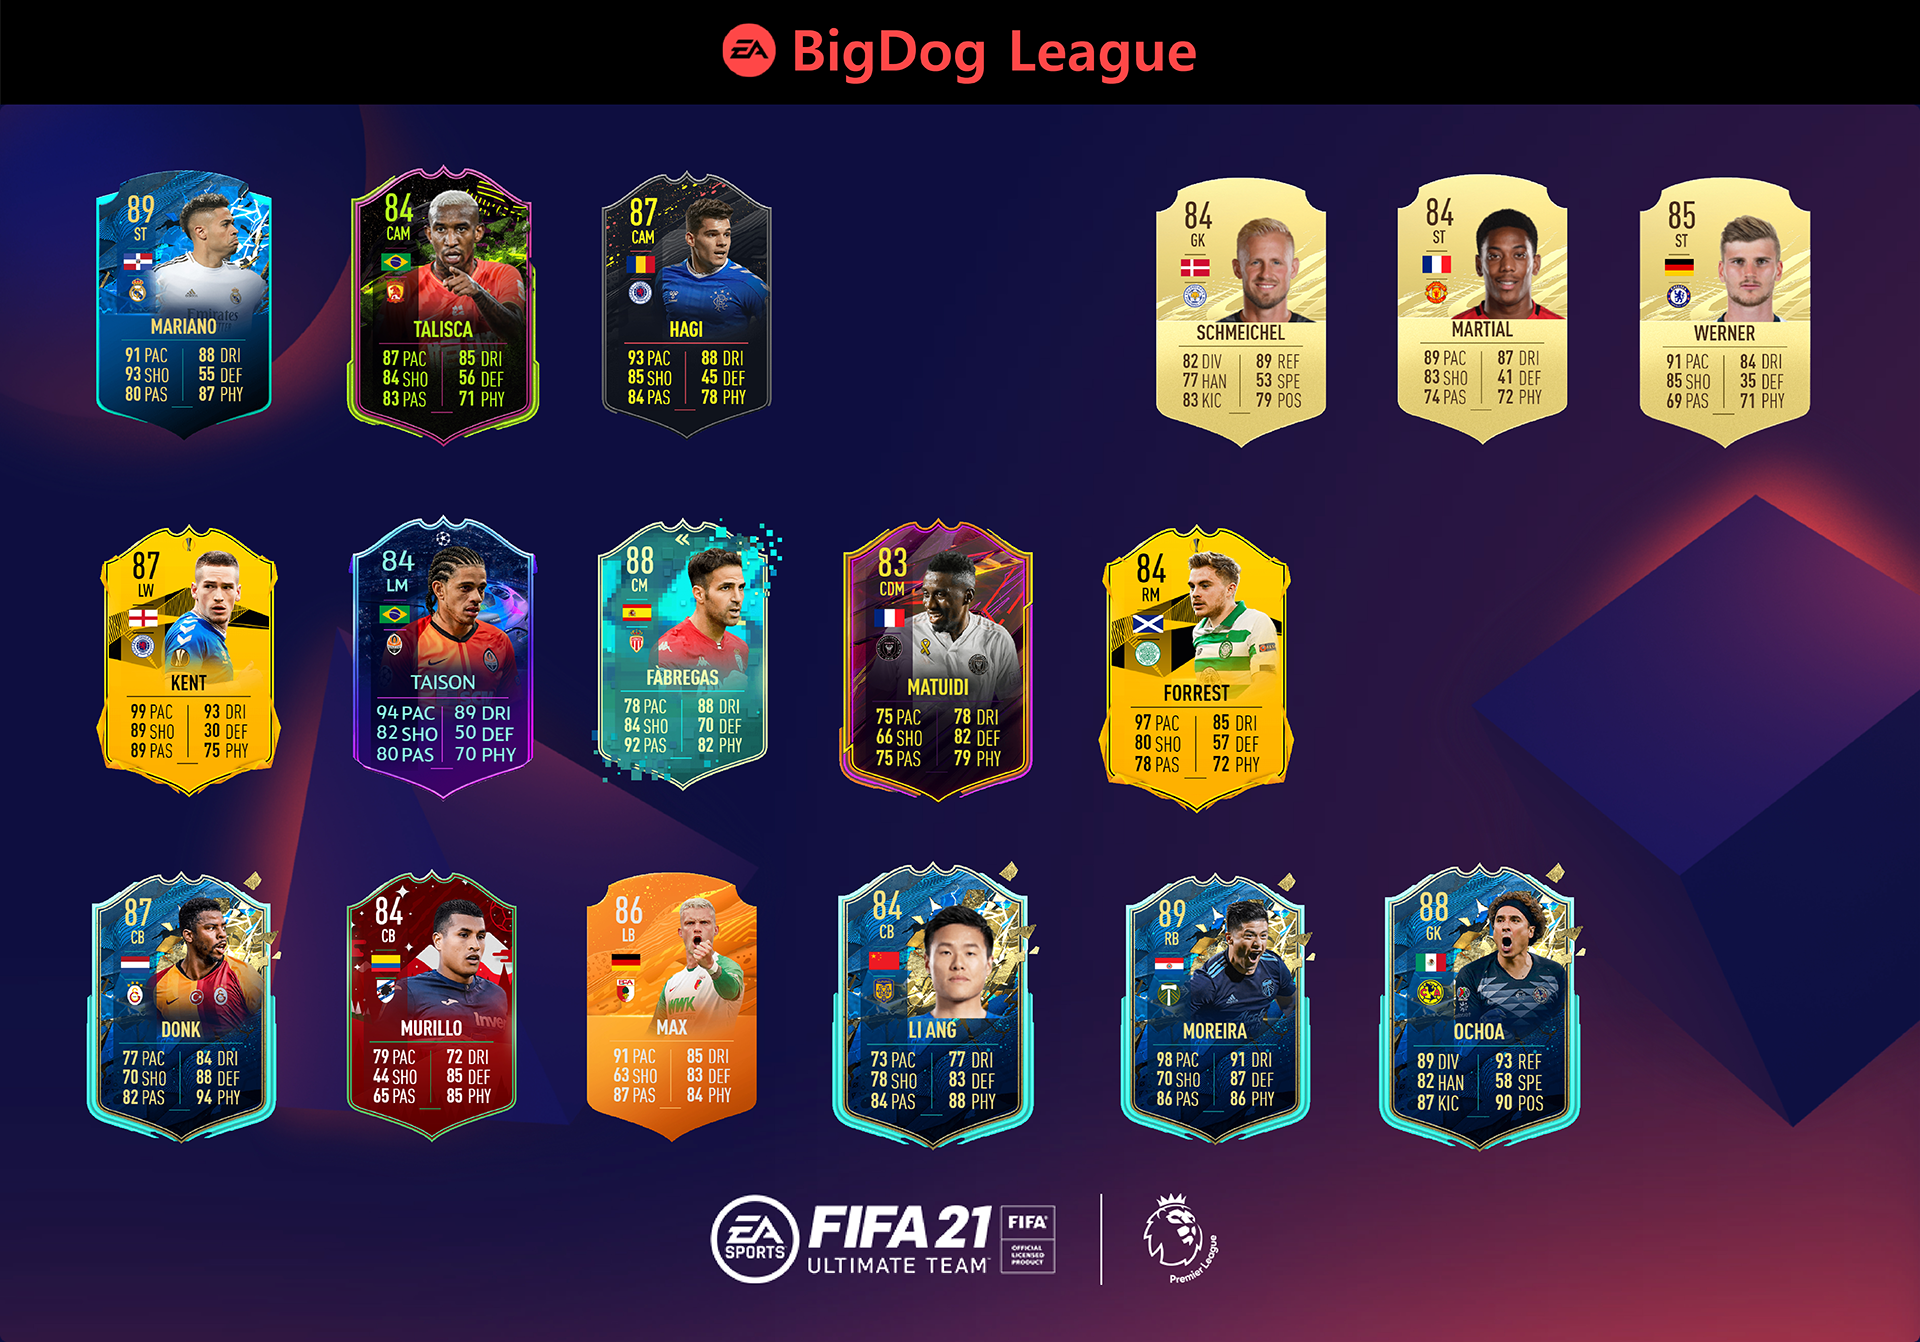 EA BigDog League
89
ST
MARIANO
91 PAC 88 DRI
93 SHO 55 DEF
80 PAS 87 PHY
84
CAM
TALISCA
87 PAC 85 DRI
84 SHO 56 DEF
83 PAS 71 PHY
87
CAM
HAGI
93 PAC 88 DRI
85 SHO 45 DEF
84 PAS 78 PHY
84
GK
SCHMEICHEL
82 DIV 89 REF
77 HAN 53 SPE
83 KIC 79 POS
84
ST
MARTIAL
89 PAC 87 DRI
83 SHO 41 DEF
74 PAS 72 PHY
85
ST
WERNER
91 PAC 84 DRI
85 SHO 35 DEF
69 PAS 71 PHY
87
LW
KENT
99 PAC 93 DRI
89 SHO 30 DEF
89 PAS 75 PHY
84
LM
TAISON
94 PAC 89 DRI
82 SHO 50 DEF
80 PAS 70 PHY
88
CM
FÀBREGAS
78 PAC 88 DRI
84 SHO 70 DEF
92 PAS 82 PHY
83
CDM
MATUIDI
75 PAC 78 DRI
66 SHO 82 DEF
75 PAS 79 PHY
84
RM
FORREST
97 PAC 85 DRI
80 SHO 57 DEF
78 PAS 72 PHY
87
CB
DONK
77 PAC 84 DRI
70 SHO 88 DEF
82 PAS 94 PHY
84
CB
MURILLO
79 PAC 72 DRI
44 SHO 85 DEF
65 PAS 85 PHY
86
LB
WWK
MAX
91 PAC 85 DRI
63 SHO 83 DEF
87 PAS 84 PHY
84
CB
LI ANG
73 PAC 77 DRI
78 SHO 83 DEF
84 PAS 88 PHY
89
RB
MOREIRA
98 PAC 91 DRI
70 SHO 87 DEF
86 PAS 86 PHY
88
GK
OCHOA
89 DIV 93 REF
82 HAN 58 SPE
87 KIC 90 POS
EA SPORTS
FIFA 21
ULTIMATE TEAM
FIFA
OFFICIAL
LICENSED
PRODUCT
Premier League